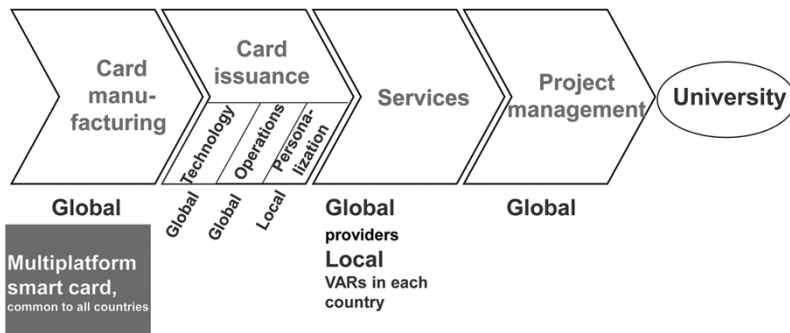 Card
manu-
facturing
Card
issuance
Technology
Operations
Persona-
lization
Services
Project
management
University
Global
Global
Global
Local
Global
providers
Local
VARs in each
country
Global
Multiplatform
smart card,
common to all countries